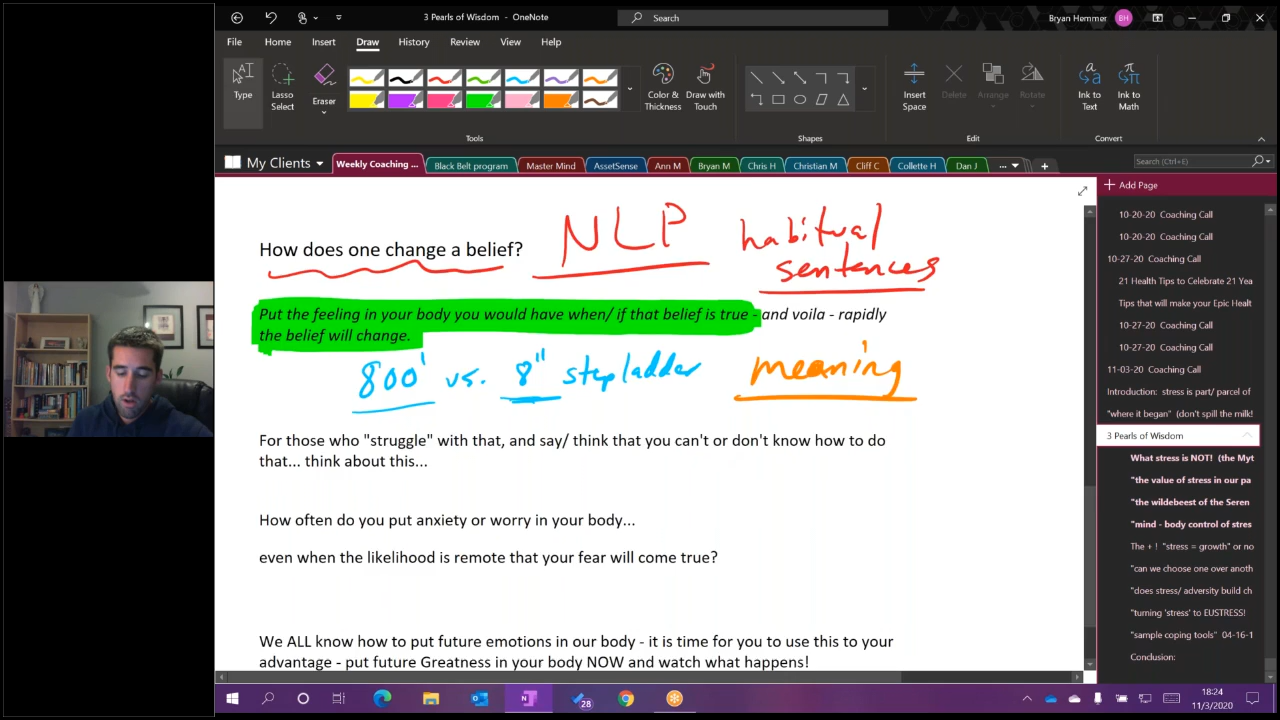 3 Pearls of Wisdom - OneNote
Search
Bryan Hemmer
BH
File Home Insert Draw History Review View Help
Type
Lasso Select
Eraser
Color & Thickness
Draw with Touch
Insert Space
Delete
Arrange
Rotate
Ink to Text
Ink to Math
Tools
Shapes
Edit
Convert
My Clients
Weekly Coaching ...
Black Belt program
Master Mind
AssetSense
Ann M
Bryan M
Chris H
Christian M
Cliff C
Collette H
Dan J
...
Search (Ctrl+E)
How does one change a belief?
NLP
habitual
sentences
Put the feeling in your body you would have when/ if that belief is true - and voila - rapidly
the belief will change.
800' vs. 8" stepladder
meaning
For those who "struggle" with that, and say/ think that you can't or don't know how to do
that... think about this...
How often do you put anxiety or worry in your body...
even when the likelihood is remote that your fear will come true?
We ALL know how to put future emotions in our body - it is time for you to use this to your
advantage - put future Greatness in your body NOW and watch what happens!
Add Page
10-20-20 Coaching Call
10-20-20 Coaching Call
10-27-20 Coaching Call
21 Health Tips to Celebrate 21 Yea
Tips that will make your Epic Healt
10-27-20 Coaching Call
10-27-20 Coaching Call
11-03-20 Coaching Call
Introduction: stress is part/ parcel of
"where it began" (don't spill the milk!
3 Pearls of Wisdom
What stress is NOT! (the Myt
"the value of stress in our pa
"the wildebeest of the Seren
"mind - body control of stres
The + ! "stress = growth" or no
"can we choose one over anoth
"does stress/ adversity build ch
"turning 'stress' to EUSTRESS!
"sample coping tools" 04-16-1
Conclusion:
28
18:24
11/3/2020